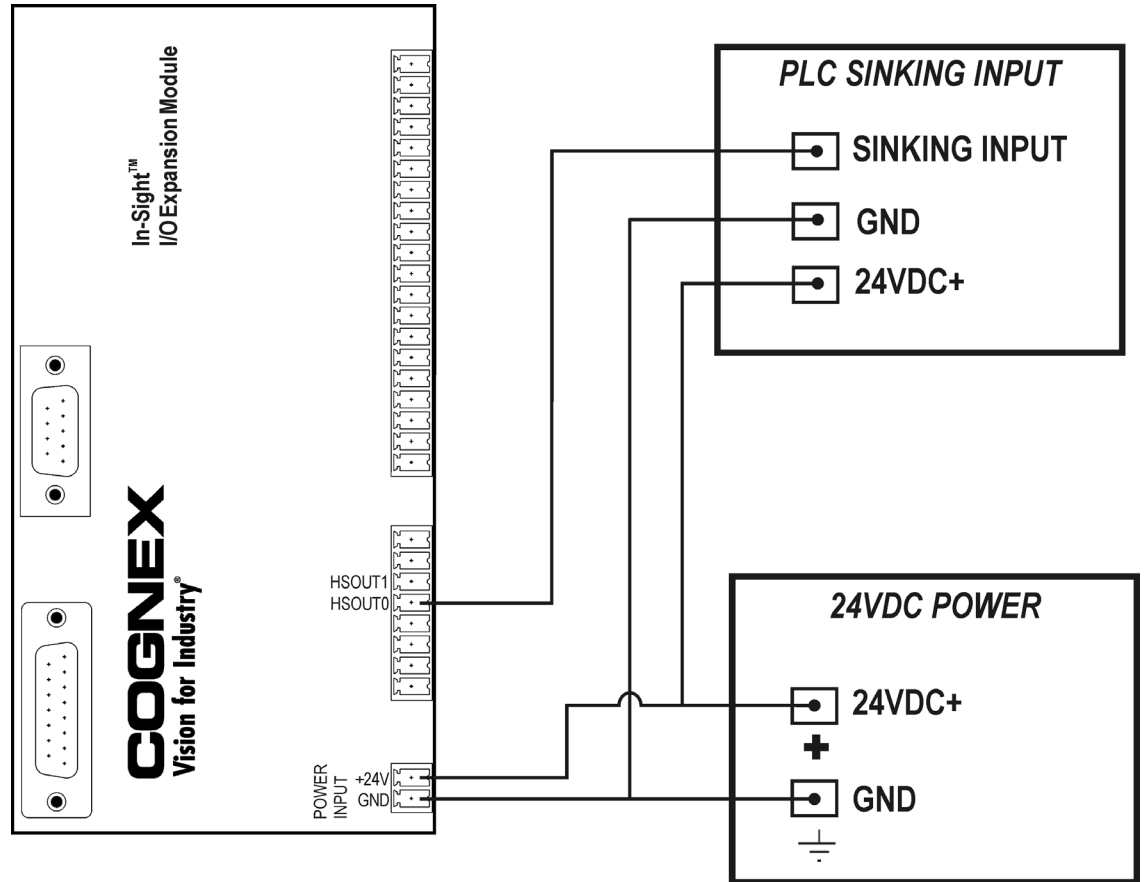 In-Sight™
I/O Expansion Module
COGNEX
Vision for Industry®
HSOUT1
HSOUT0
POWER
INPUT
+24V
GND
PLC SINKING INPUT
SINKING INPUT
GND
24VDC+
24VDC POWER
24VDC+
GND